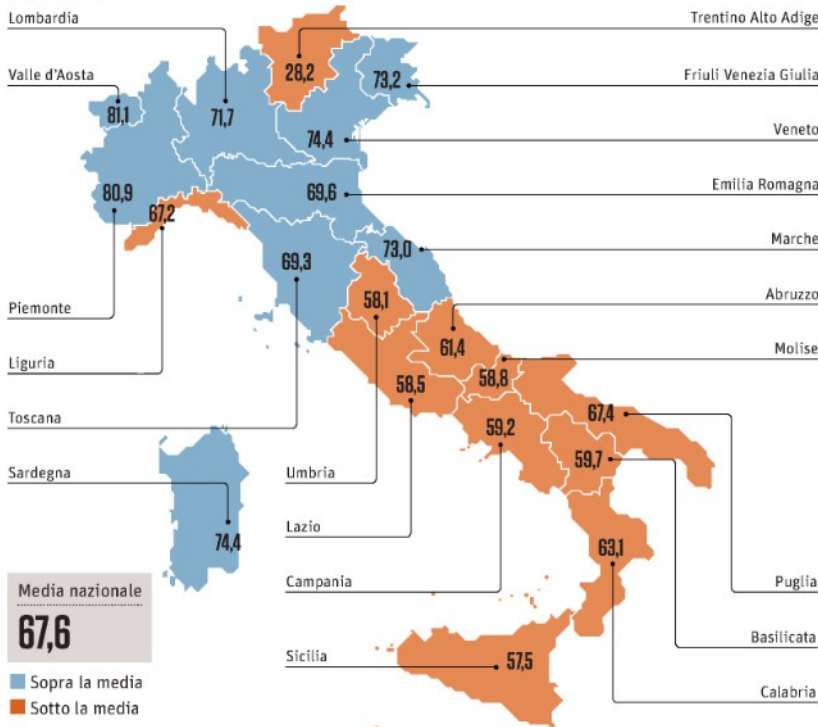 Lombardia
Trentino Alto Adige
28,2
73,2
Friuli Venezia Giulia
Valle d'Aosta
81,1
71,7
74,4
Veneto
80,9
69,6
Emilia Romagna
67,2
73,0
Marche
69,3
Piemonte
58,1
Abruzzo
61,4
Molise
Liguria
58,5
58,8
67,4
Toscana
59,2
59,7
Sardegna
Umbria
74,4
Lazio
63,1
Campania
Puglia
Media nazionale
67,6
Basilicata
Sicilia
57,5
Sopra la media
Calabria
Sotto la media